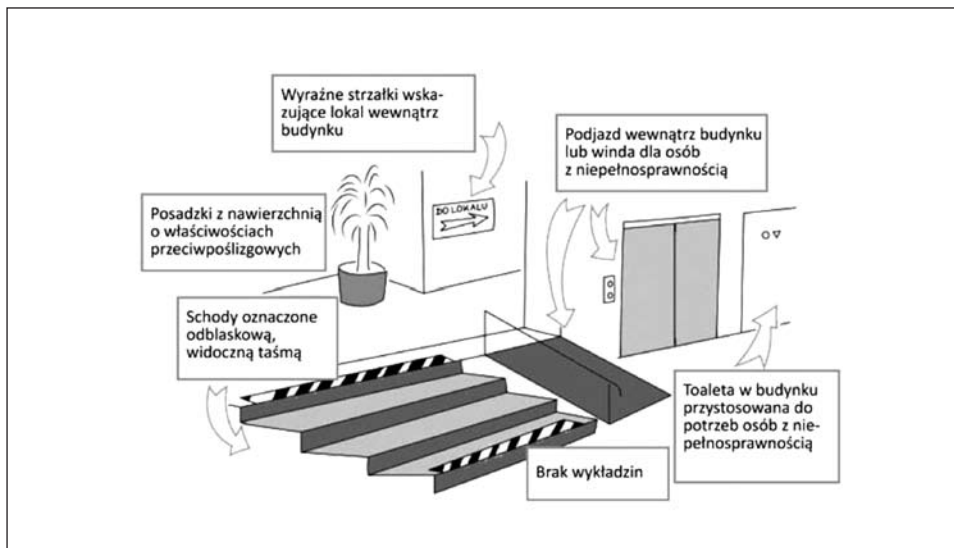 Wyraźne strzałki wska-
zujące lokal wewnątrz
budynku
Podjazd wewnątrz budynku
lub winda dla osób
z niepełnosprawnością
DO LOKALU
Posadzki z nawierzchnią
o właściwościach
przeciwpoślizgowych
Schody oznaczone
odblaskową,
widoczną taśmą
Toaleta w budynku
przystosowana do
potrzeb osób z nie-
pełnosprawnością
Brak wykładzin